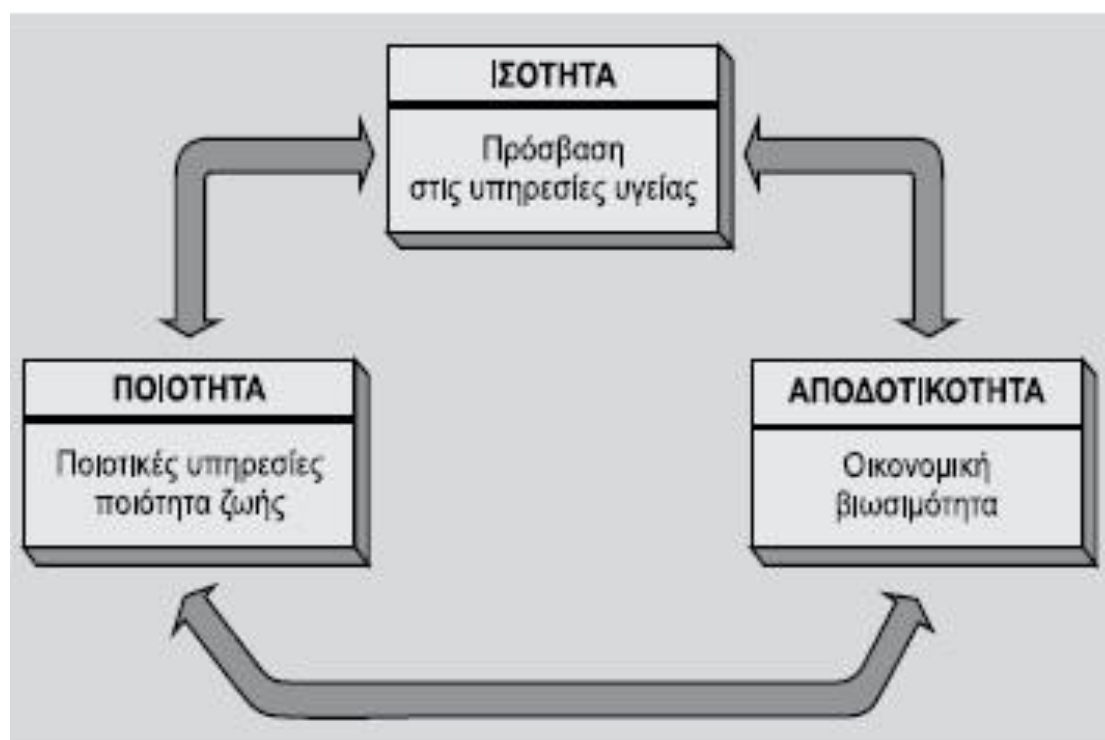 ΙΣΟΤΗΤΑ
Πρόσβαση
στις υπηρεσίες υγείας
ΠΟΙΟΤΗΤΑ
Ποιοτικές υπηρεσίες
ποιότητα ζωής
ΑΠΟΔΟΤΙΚΟΤΗΤΑ
Οικονομική
βιωσιμότητα